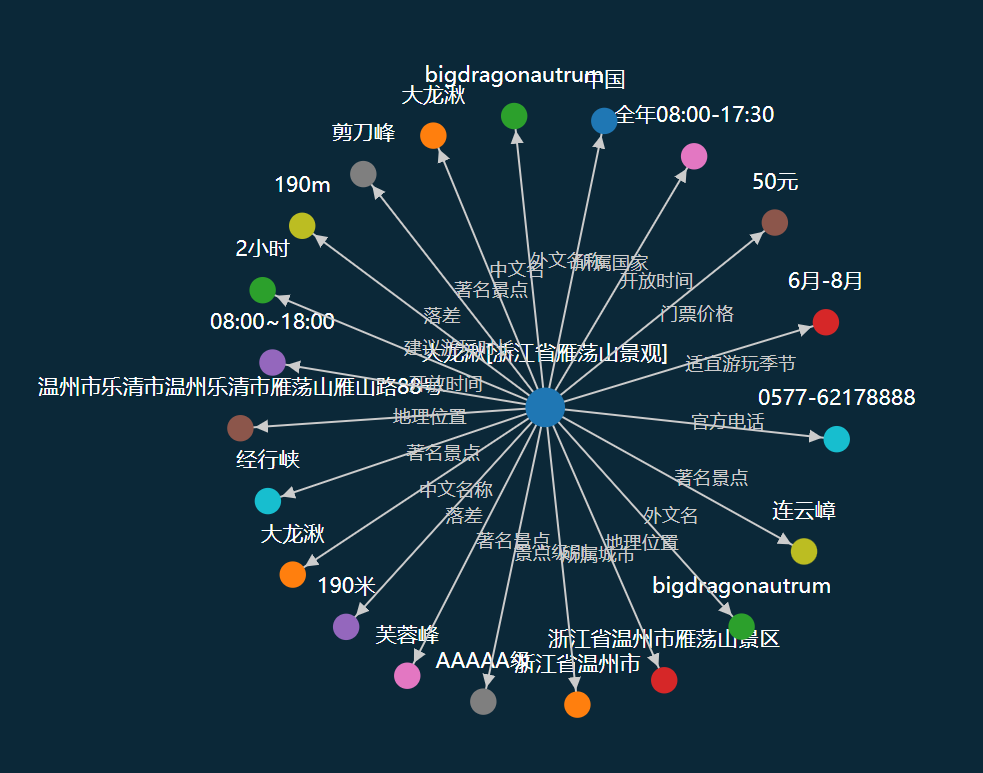 bigdragonautrum
中国
大龙湫
全年08:00-17:30
剪刀峰
50元
190m
2小时
外文名称
所属国家
中文名
6月-8月
开放时间
著名景点
门票价格
08:00~18:00
落差
建议游玩时长
大龙湫[浙江省雁荡山景观]
适宜游玩季节
开放时间
温州市乐清市温州乐清市雁荡山雁山路88号
0577-62178888
地理位置
官方电话
著名景点
经行峡
著名景点
中文名称
连云嶂
落差
外文名
大龙湫
著名景点
地理位置
景点级别
所属城市
190米
bigdragonautrum
芙蓉峰
浙江省温州市雁荡山景区
AAAAA级
浙江省温州市